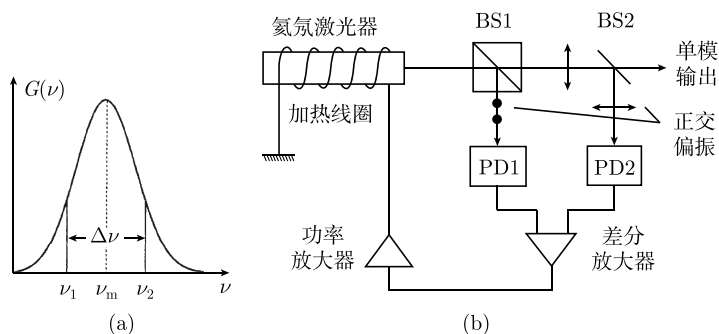 G(ν)
Δν
ν₁
νₘ
ν₂
ν
(a)
氦氖激光器
加热线圈
BS1
BS2
单模
输出
正交
偏振
PD1
PD2
功率
放大器
差分
放大器
(b)